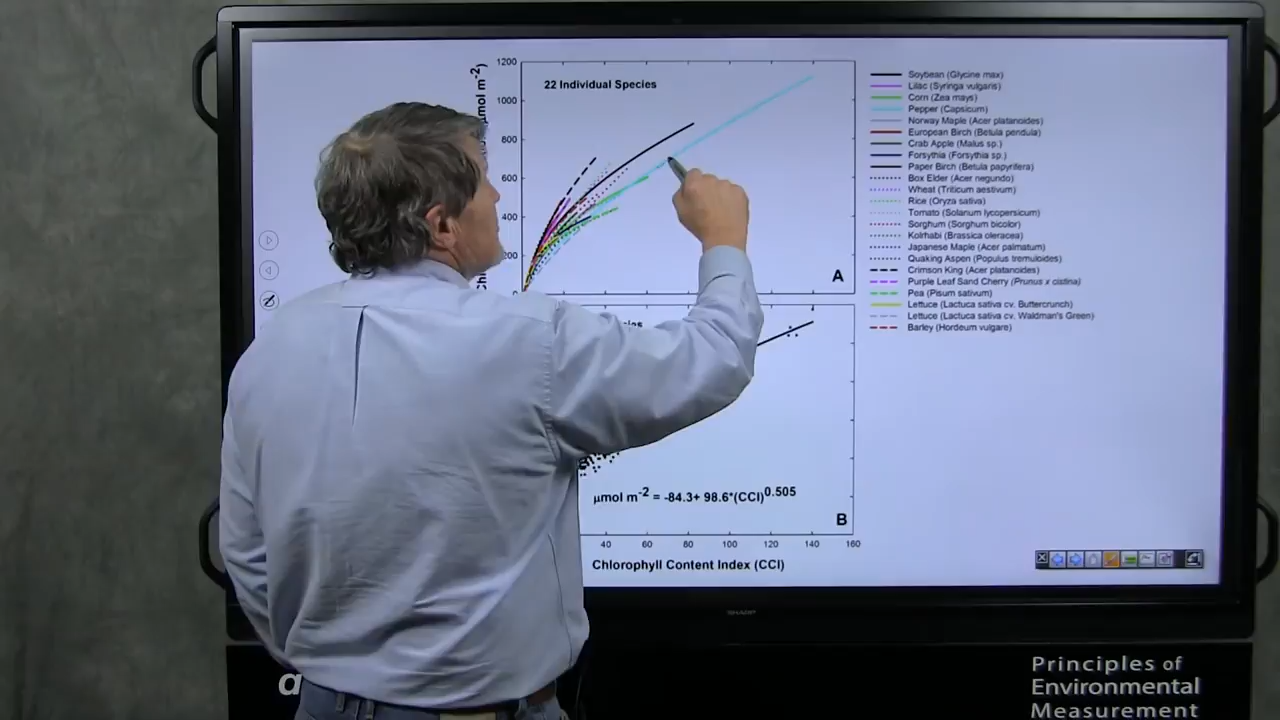 1200
22 Individual Species
1000
800
600
400
200
A
µmol m-2)
Soybean (Glycine max)
Lilac (Syringa vulgaris)
Corn (Zea mays)
Pepper (Capsicum)
Norway Maple (Acer platanoides)
European Birch (Betula pendula)
Crab Apple (Malus sp.)
Forsythia (Forsythia sp.)
Paper Birch (Betula papyrifera)
Box Elder (Acer negundo)
Wheat (Triticum aestivum)
Rice (Oryza sativa)
Tomato (Solanum lycopersicum)
Sorghum (Sorghum bicolor)
Kolrhabi (Brassica oleracea)
Japanese Maple (Acer palmatum)
Quaking Aspen (Populus tremuloides)
Crimson King (Acer platanoides)
Purple Leaf Sand Cherry (Prunus x cistina)
Pea (Pisum sativum)
Lettuce (Lactuca sativa cv. Buttercrunch)
Lettuce (Lactuca sativa cv. Waldman's Green)
Barley (Hordeum vulgare)
µmol m-2 = -84.3+ 98.6*(CCI)0.505
B
40 60 80 100 120 140 160
Chlorophyll Content Index (CCI)
SHARP
Principles of
Environmental
Measurement